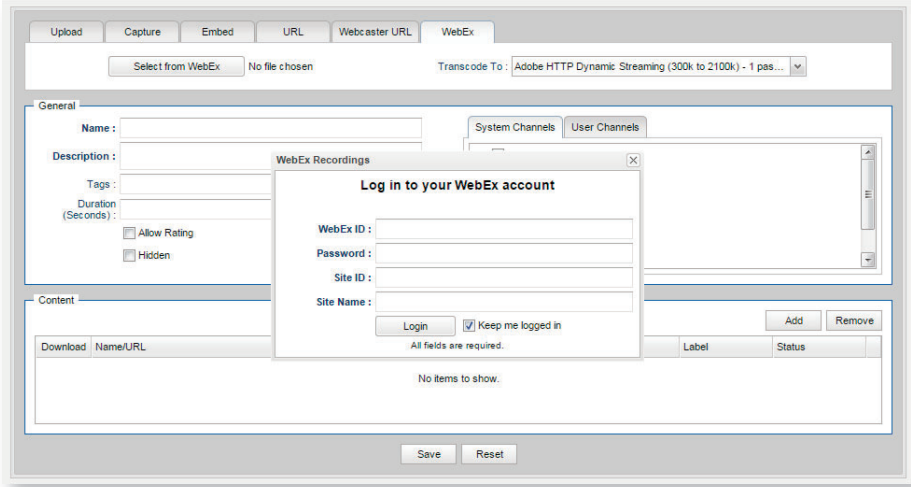 Upload Capture Embed URL Webcaster URL WebEx
Select from WebEx No file chosen Transcode To : Adobe HTTP Dynamic Streaming (300k to 2100k) - 1 pas...
General
Name :
System Channels User Channels
Description :
WebEx Recordings
Tags :
Log in to your WebEx account
Duration
(Seconds) :
WebEx ID :
Allow Rating
Password :
Hidden
Site ID :
Site Name :
Content
Login Keep me logged in
Add Remove
All fields are required.
Download Name/URL Label Status
No items to show.
Save Reset